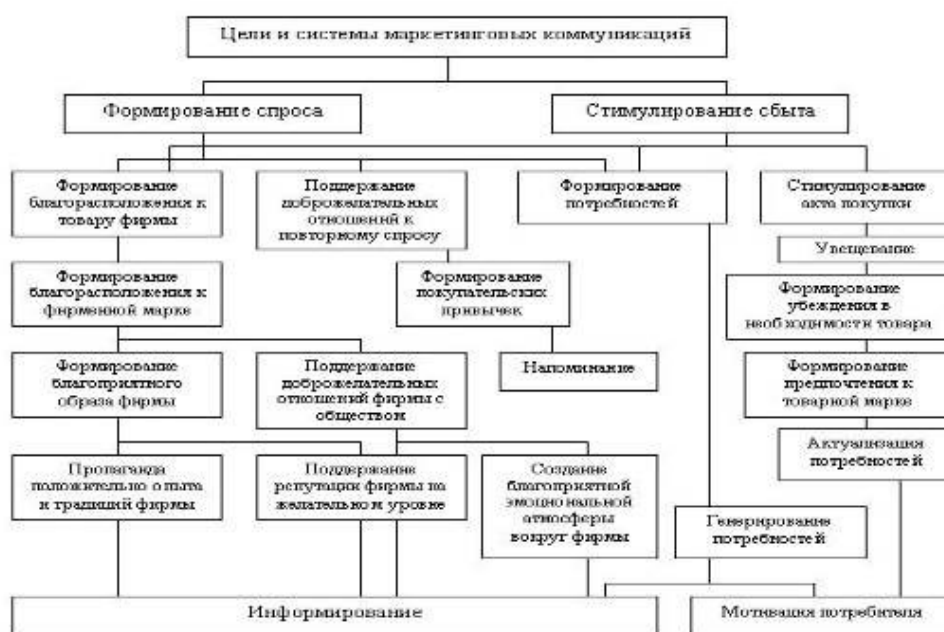 Цели и системы маркетинговых коммуникаций
Формирование спроса
Стимулирование сбыта
Формирование
благорасположения к
товару фирмы
Поддержание
доброжелательных
отношений к
повторному спросу
Формирование
потребностей
Стимулирование
акта покупки
Увещевание
Формирование
благорасположения к
фирменной марке
Формирование
покупательских
привычек
Формирование
убеждения в
необходимости товара
Формирование
благоприятного
образа фирмы
Поддержание
доброжелательных
отношений фирмы с
обществом
Напоминание
Формирование
предпочтения к
товарной марке
Актуализация
потребностей
Пропаганда
положительно опыта
и традиций фирмы
Поддержание
репутации фирмы на
желательном уровне
Создание
благоприятной
эмоциональной
атмосферы
вокруг фирмы
Генерирование
потребностей
Информирование
Мотивация потребителя